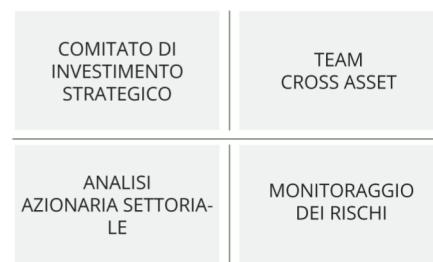 COMITATO DI
INVESTIMENTO
STRATEGICO
TEAM
CROSS ASSET
ANALISI
AZIONARIA SETTORIA-
LE
MONITORAGGIO
DEI RISCHI